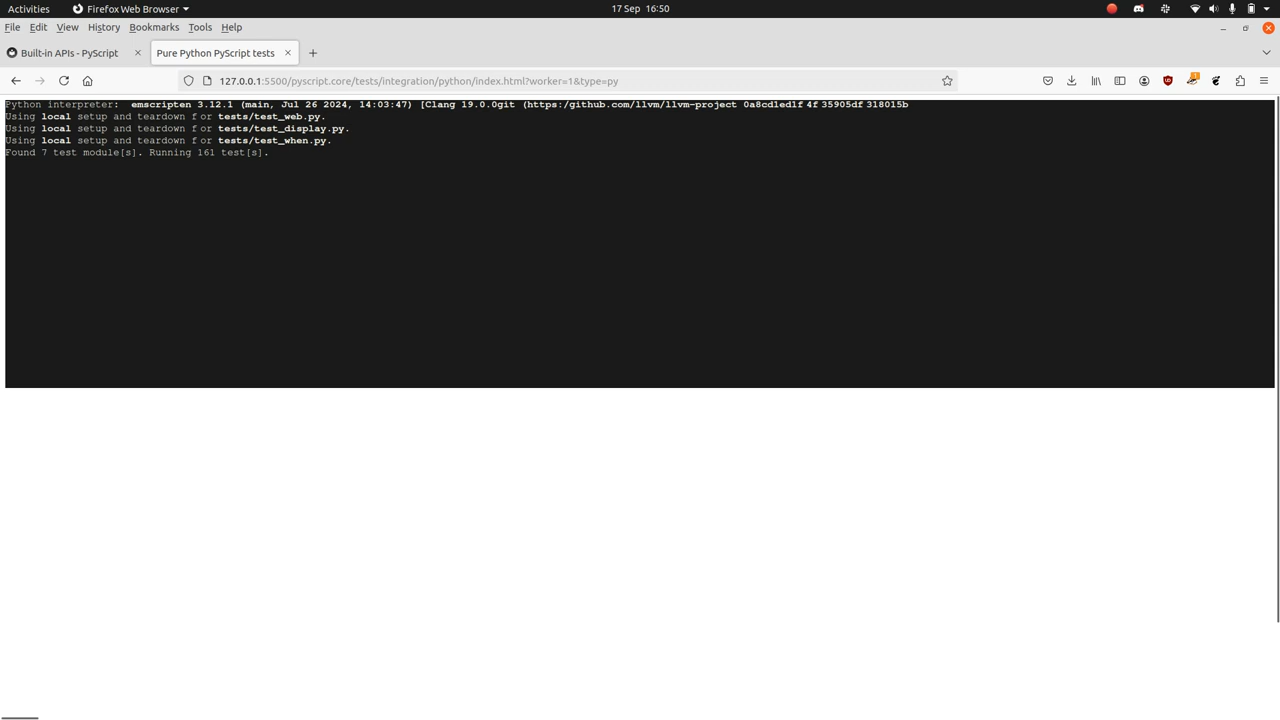 Activities Firefox Web Browser 17 Sep 16:50
File Edit View History Bookmarks Tools Help
Built-in APIs - PyScript Pure Python PyScript tests
127.0.0.1:5500/pyscript.core/tests/integration/python/index.html?worker=1&type=py
Python interpreter: emscripten 3.12.1 (main, Jul 26 2024, 14:03:47) [Clang 19.0.0git (https:/github.com/llvm/llvm-project 0a8cd1ed1f4f35905df318015b
Using local setup and teardown for tests/test_web.py.
Using local setup and teardown for tests/test_display.py.
Using local setup and teardown for tests/test_when.py.
Found 7 test module[s]. Running 161 test[s].